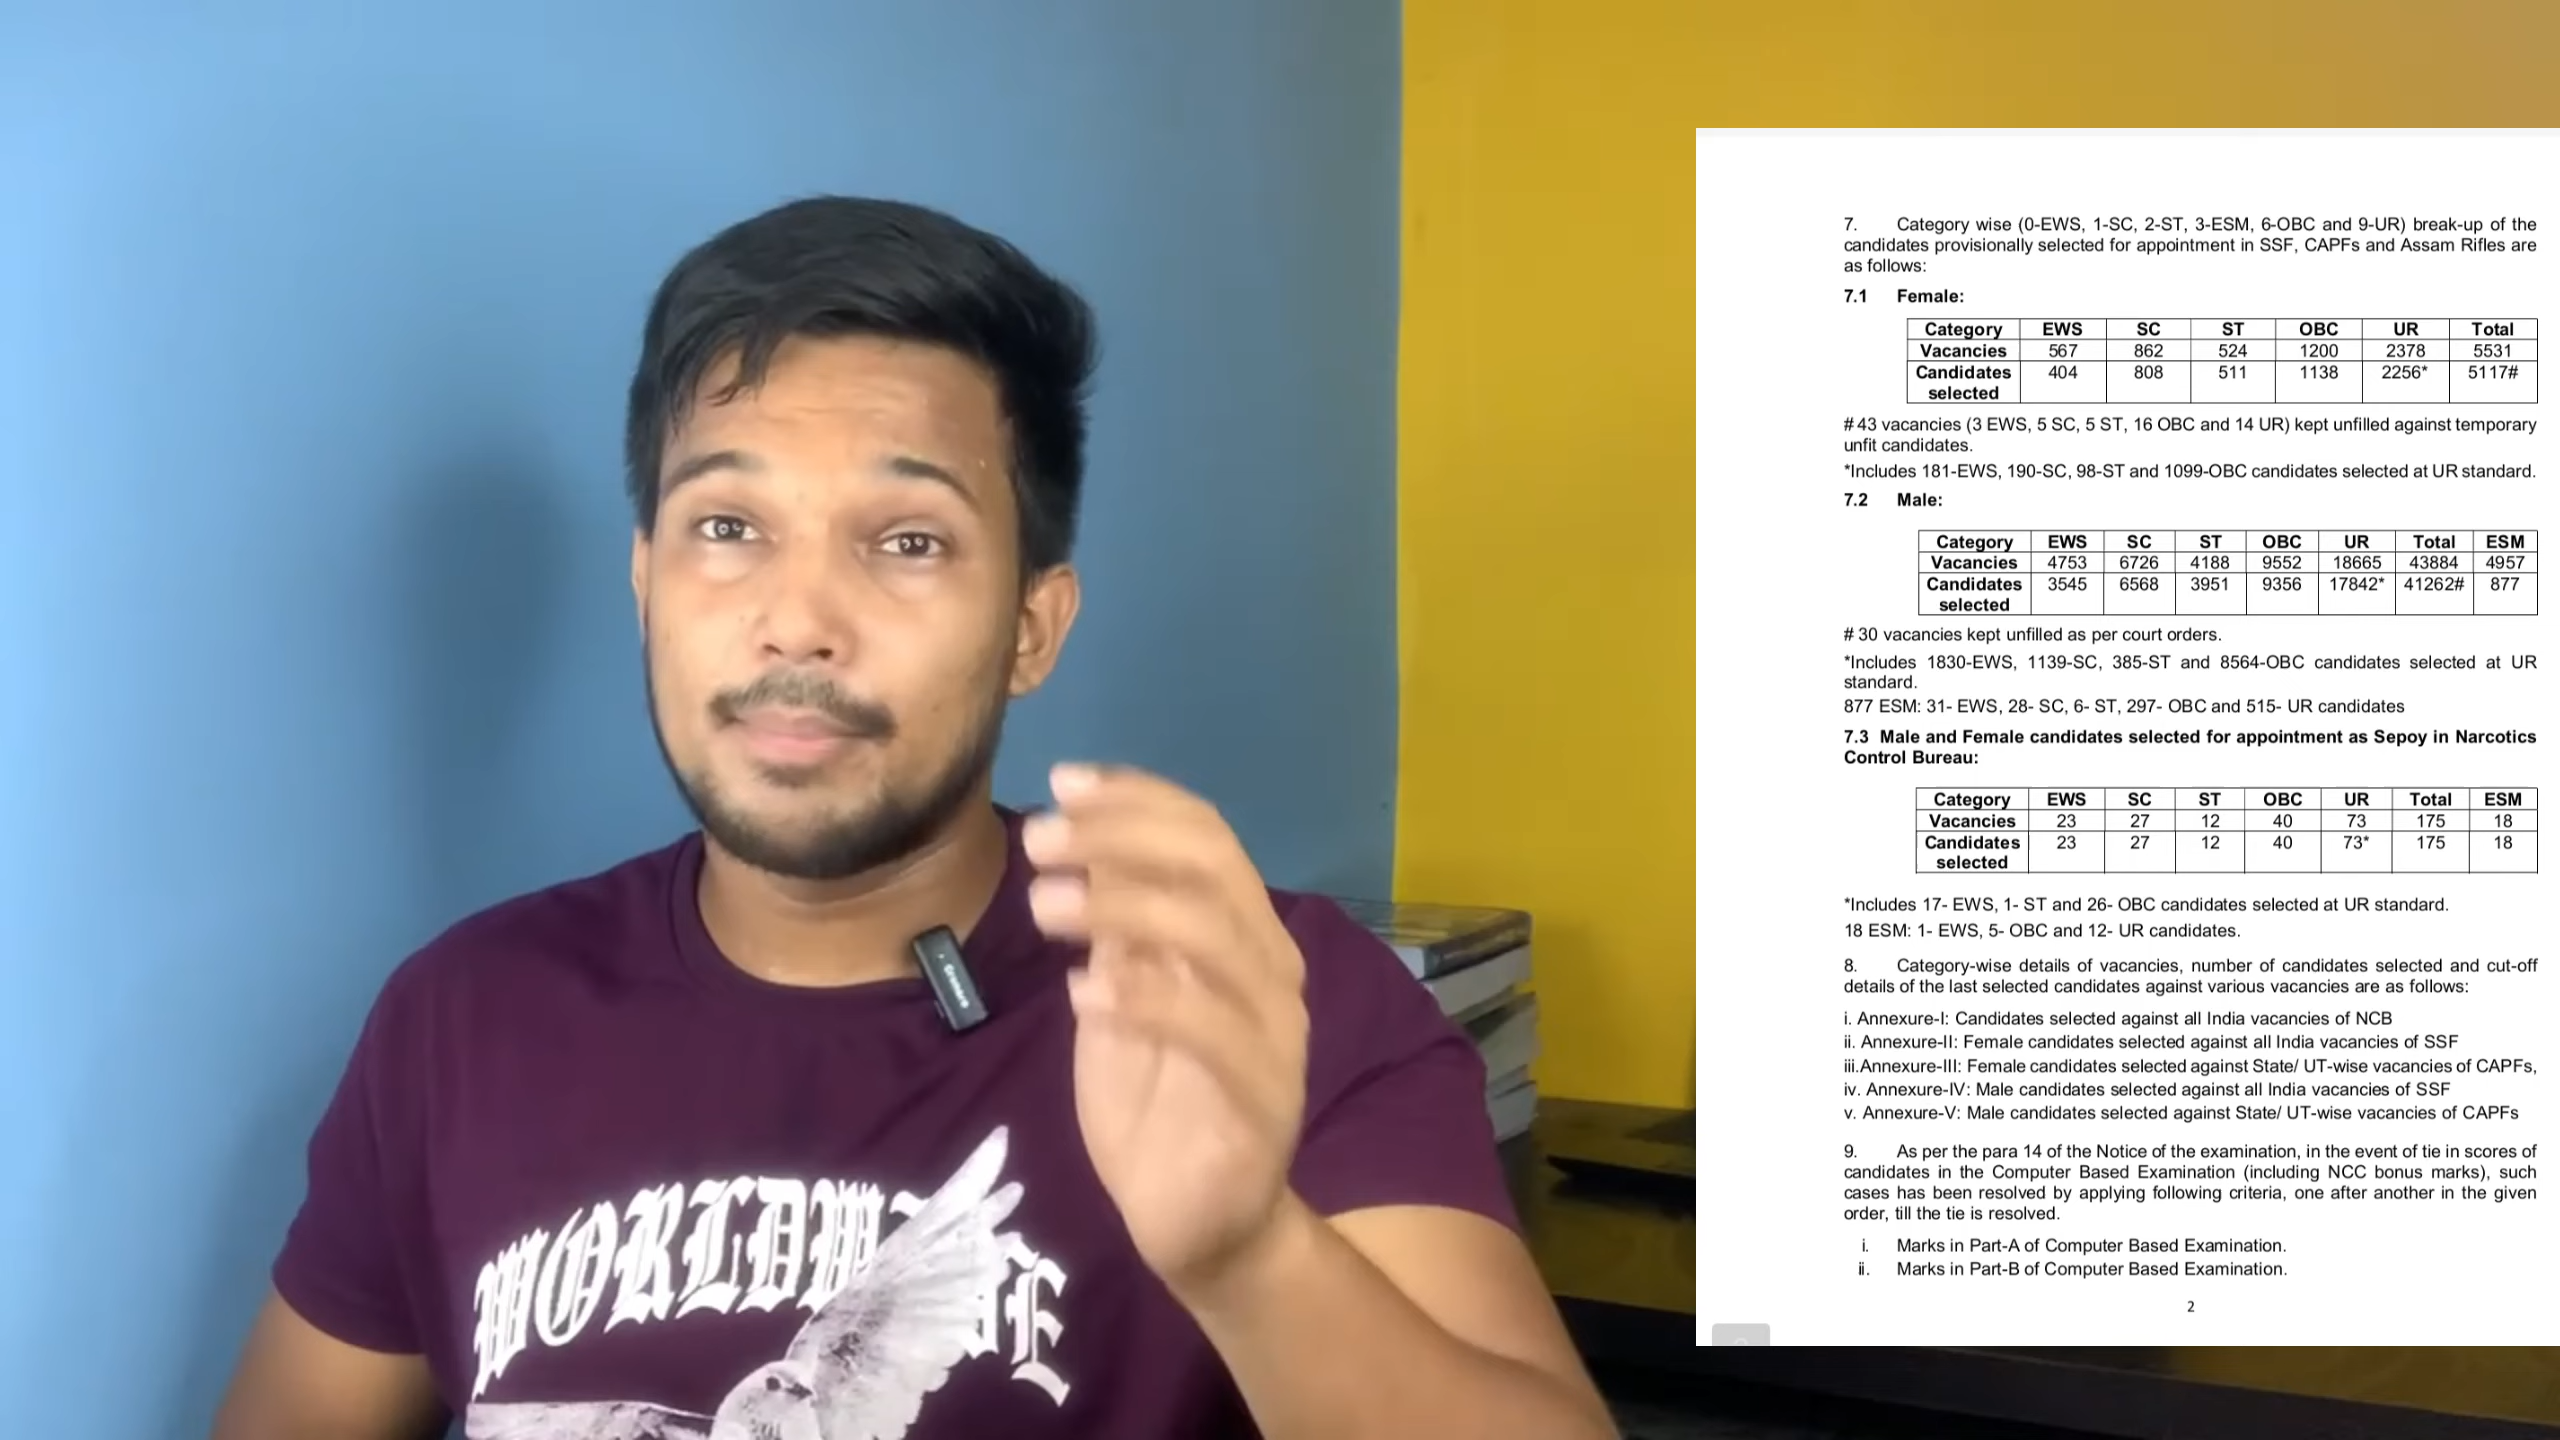 7. Category wise (0-EWS, 1-SC, 2-ST, 3-ESM, 6-OBC and 9-UR) break-up of the
candidates provisionally selected for appointment in SSF, CAPFs and Assam Rifles are
as follows:
7.1 Female:
Category EWS SC ST OBC UR Total
Vacancies 567 862 524 1200 2378 5531
Candidates selected 404 808 511 1138 2256* 5117#
# 43 vacancies (3 EWS, 5 SC, 5 ST, 16 OBC and 14 UR) kept unfilled against temporary
unfit candidates.
*Includes 181-EWS, 190-SC, 98-ST and 1099-OBC candidates selected at UR standard.
7.2 Male:
Category EWS SC ST OBC UR Total ESM
Vacancies 4753 6726 4188 9552 18665 43884 4957
Candidates selected 3545 6568 3951 9356 17842* 41262# 877
# 30 vacancies kept unfilled as per court orders.
*Includes 1830-EWS, 1139-SC, 385-ST and 8564-OBC candidates selected at UR
standard.
877 ESM: 31- EWS, 28- SC, 6- ST, 297- OBC and 515- UR candidates
7.3 Male and Female candidates selected for appointment as Sepoy in Narcotics
Control Bureau:
Category EWS SC ST OBC UR Total ESM
Vacancies 23 27 12 40 73 175 18
Candidates selected 23 27 12 40 73* 175 18
*Includes 17- EWS, 1- ST and 26- OBC candidates selected at UR standard.
18 ESM: 1- EWS, 5- OBC and 12- UR candidates.
8. Category-wise details of vacancies, number of candidates selected and cut-off
details of the last selected candidates against various vacancies are as follows:
i. Annexure-I: Candidates selected against all India vacancies of NCB
ii. Annexure-II: Female candidates selected against all India vacancies of SSF
iii.Annexure-III: Female candidates selected against State/ UT-wise vacancies of CAPFs,
iv. Annexure-IV: Male candidates selected against all India vacancies of SSF
v. Annexure-V: Male candidates selected against State/ UT-wise vacancies of CAPFs
9. As per the para 14 of the Notice of the examination, in the event of tie in scores of
candidates in the Computer Based Examination (including NCC bonus marks), such
cases has been resolved by applying following criteria, one after another in the given
order, till the tie is resolved.
i. Marks in Part-A of Computer Based Examination.
ii. Marks in Part-B of Computer Based Examination.
2